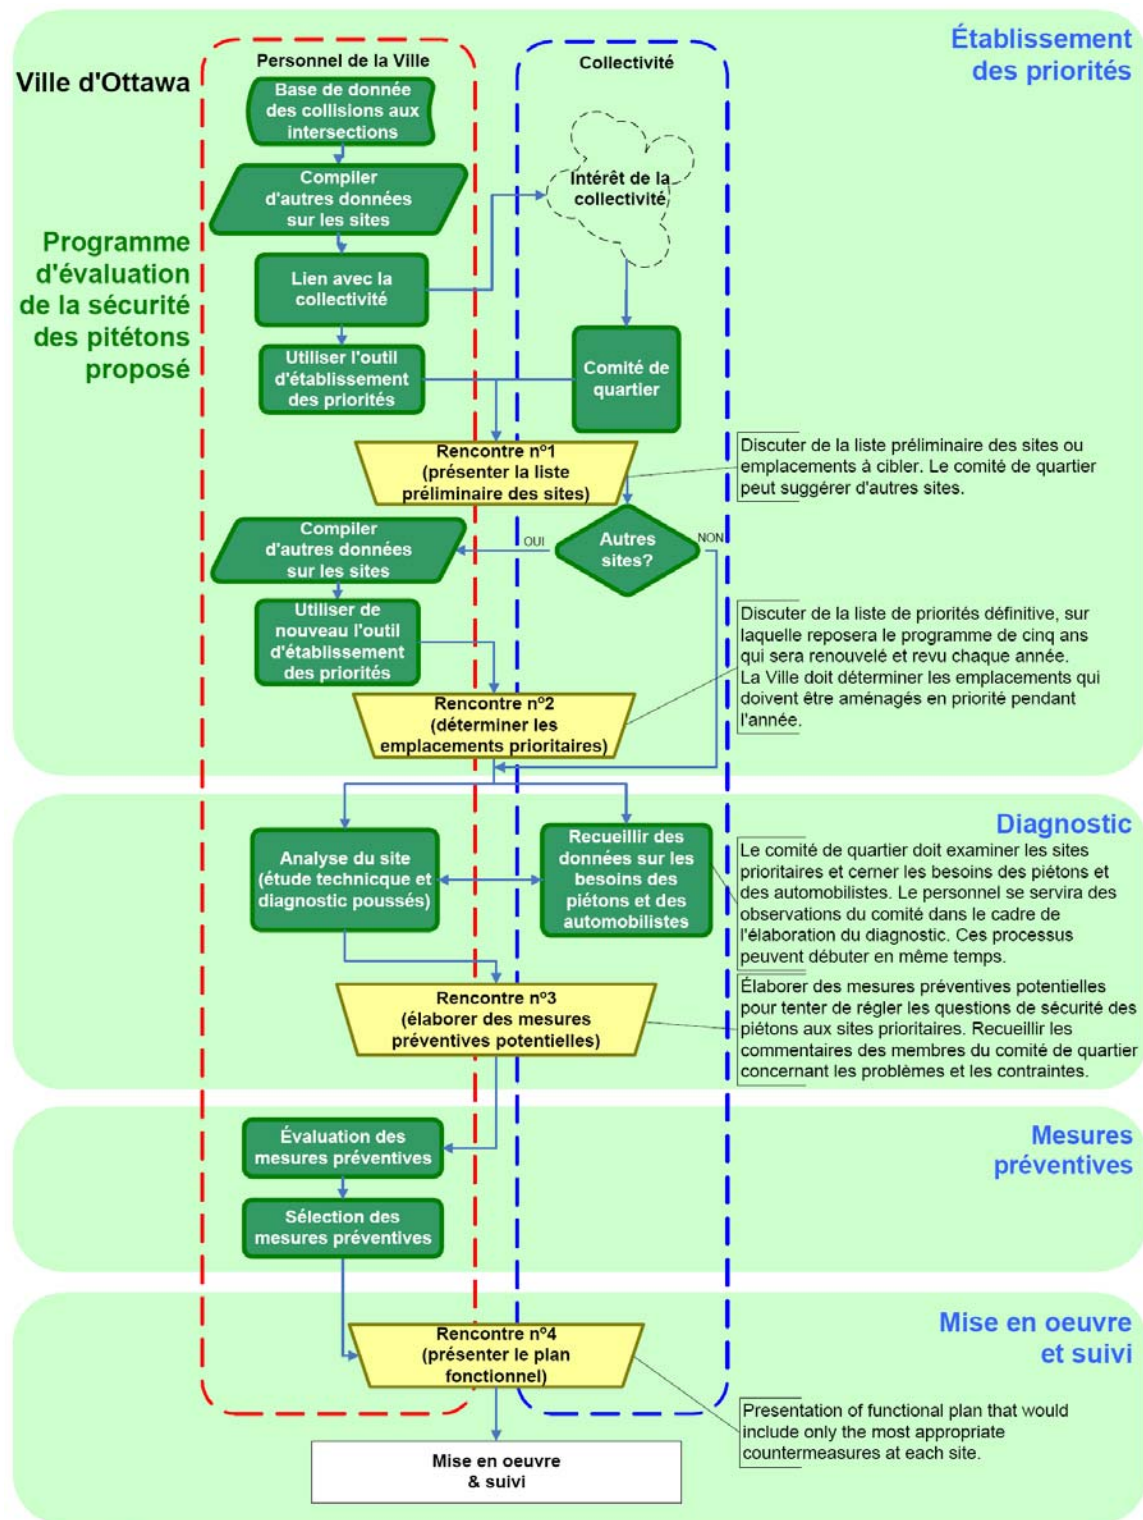 Établissement
des priorités
Ville d'Ottawa
Personnel de la Ville
Collectivité
Base de donnée
des collisions aux
intersections
Compiler
d'autres données
sur les sites
Intérêt de la
collectivité
Programme
d'évaluation
de la sécurité
des pitétons
proposé
Lien avec la
collectivité
Utiliser l'outil
d'établissement
des priorités
Comité de
quartier
Rencontre nº1
(présenter la liste
préliminaire des sites)
Discuter de la liste préliminaire des sites ou
emplacements à cibler. Le comité de quartier
peut suggérer d'autres sites.
Autres
sites?
OUI
NON
Compiler
d'autres données
sur les sites
Utiliser de
nouveau l'outil
d'établissement
des priorités
Discuter de la liste de priorités définitive, sur
laquelle reposera le programme de cinq ans
qui sera renouvelé et revu chaque année.
La Ville doit déterminer les emplacements qui
doivent être aménagés en priorité pendant
l'année.
Rencontre nº2
(déterminer les
emplacements prioritaires)
Diagnostic
Analyse du site
(étude technicque et
diagnostic poussés)
Recueillir des
données sur les
besoins des
piétons et des
automobilistes
Le comité de quartier doit examiner les sites
prioritaires et cerner les besoins des piétons et
des automobilistes. Le personnel se servira des
observations du comité dans le cadre de
l'élaboration du diagnostic. Ces processus
peuvent débuter en même temps.
Rencontre nº3
(élaborer des mesures
préventives potentielles)
Élaborer des mesures préventives potentielles
pour tenter de régler les questions de sécurité des
piétons aux sites prioritaires. Recueillir les
commentaires des membres du comité de quartier
concernant les problèmes et les contraintes.
Mesures
préventives
Évaluation des
mesures préventives
Sélection des
mesures préventives
Mise en oeuvre
et suivi
Rencontre nº4
(présenter le plan
fonctionnel)
Presentation of functional plan that would
include only the most appropriate
countermeasures at each site.
Mise en oeuvre
& suivi